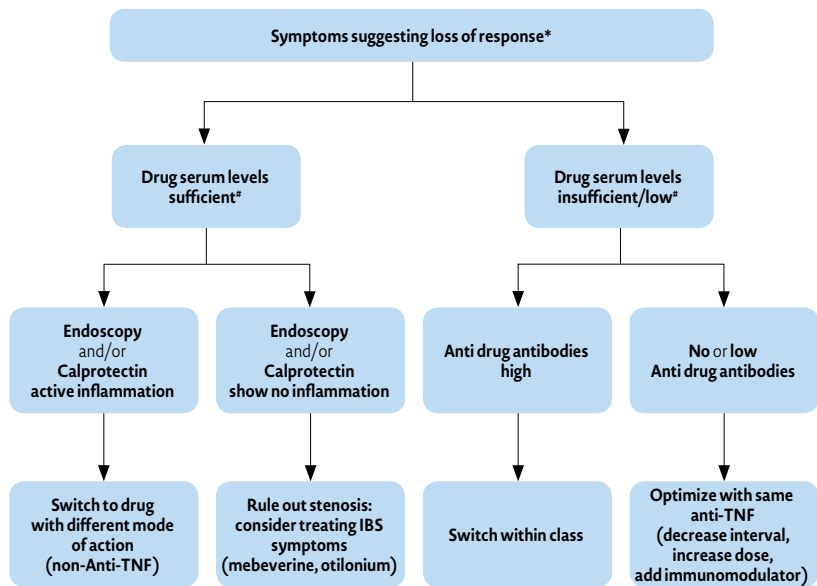 Symptoms suggesting loss of response*
Drug serum levels
sufficient#
Drug serum levels
insufficient/low#
Endoscopy
and/or
Calprotectin
active inflammation
Endoscopy
and/or
Calprotectin
show no inflammation
Anti drug antibodies
high
No or low
Anti drug antibodies
Switch to drug
with different mode
of action
(non-Anti-TNF)
Rule out stenosis:
consider treating IBS
symptoms
(mebeverine, otilonium)
Switch within class
Optimize with same
anti-TNF
(decrease interval,
increase dose,
add immunomodulator)